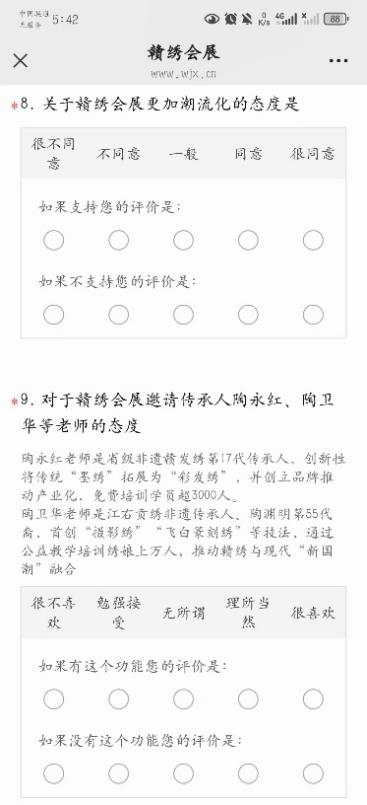 中国联通 5:42 0 K/s 4G 88
无服务
赣绣会展
www.wjx.cn
*8. 关于赣绣会展更加潮流化的态度是
很不同意 不同意 一般 同意 很同意
如果支持您的评价是:
如果不支持您的评价是:
*9. 对于赣绣会展邀请传承人陶永红、陶卫
华等老师的态度
陶永红老师是省级非遗赣发绣第17代传承人,创新性
将传统“墨绣”拓展为“彩发绣”,并创立品牌推
动产业化,免费培训学员超3000人。
陶卫华老师是江右贡绣非遗传承人、陶渊明第55代
裔,首创“摄影绣”“飞白篆刻绣”等技法,通过
公益教学培训绣娘上万人,推动赣绣与现代“新国
潮”融合
很不喜欢 勉强接受 无所谓 理所当然 很喜欢
如果有这个功能您的评价是:
如果没有这个功能您的评价是: